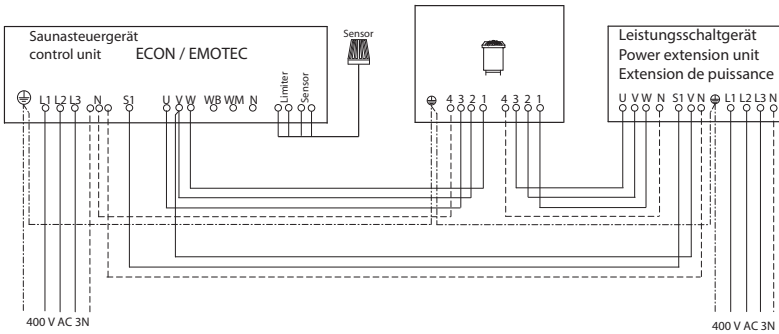 Saunasteuergerät
control unit ECON / EMOTEC
L1 L2 L3 N S1 U V W WB WM N
Limiter
Sensor
Sensor
4 3 2 1 4 3 2 1
Leistungsschaltgerät
Power extension unit
Extension de puissance
U V W N S1 V N L1 L2 L3 N
400 V AC 3N
400 V AC 3N